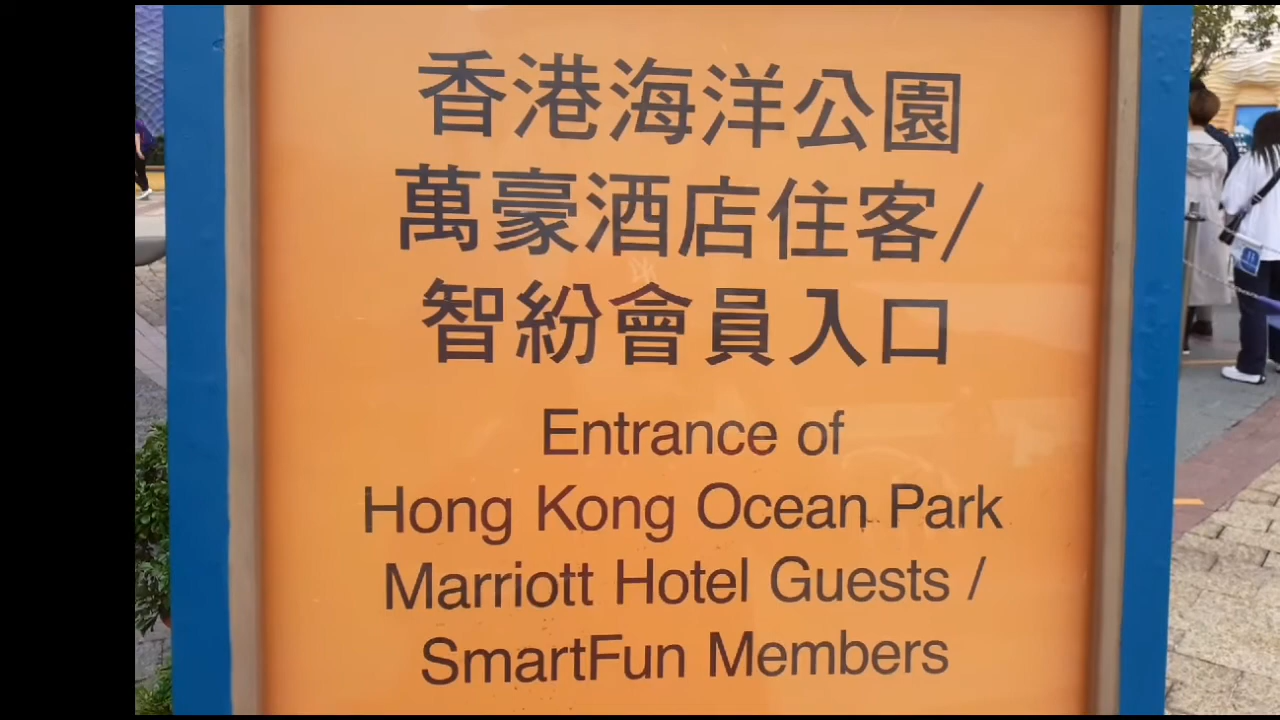 香港海洋公園
萬豪酒店住客/
智紛會員入口
Entrance of
Hong Kong Ocean Park
Marriott Hotel Guests /
SmartFun Members